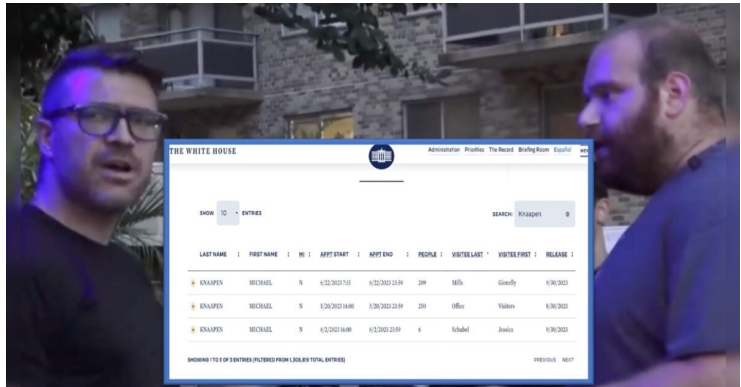 THE WHITE HOUSE
Administration Priorities The Record Briefing Room Español
SHOW 10 ENTRIES
SEARCH: Knaapen
LAST NAME FIRST NAME MI APPT START APPT END PEOPLE VISITEE LAST VISITEE FIRST RELEASE
KNAAPEN MICHAEL N 6/22/2023 7:15 6/22/2023 23:59 209 Mills Gionelly 9/30/2023
KNAAPEN MICHAEL N 5/20/2023 14:00 5/20/2023 23:59 250 Office Visitors 8/30/2023
KNAAPEN MICHAEL N 6/2/2023 14:00 6/2/2023 23:59 6 Schubel Jessica 9/30/2023
SHOWING 1 TO 3 OF 3 ENTRIES (FILTERED FROM 1,308,819 TOTAL ENTRIES)
PREVIOUS NEXT